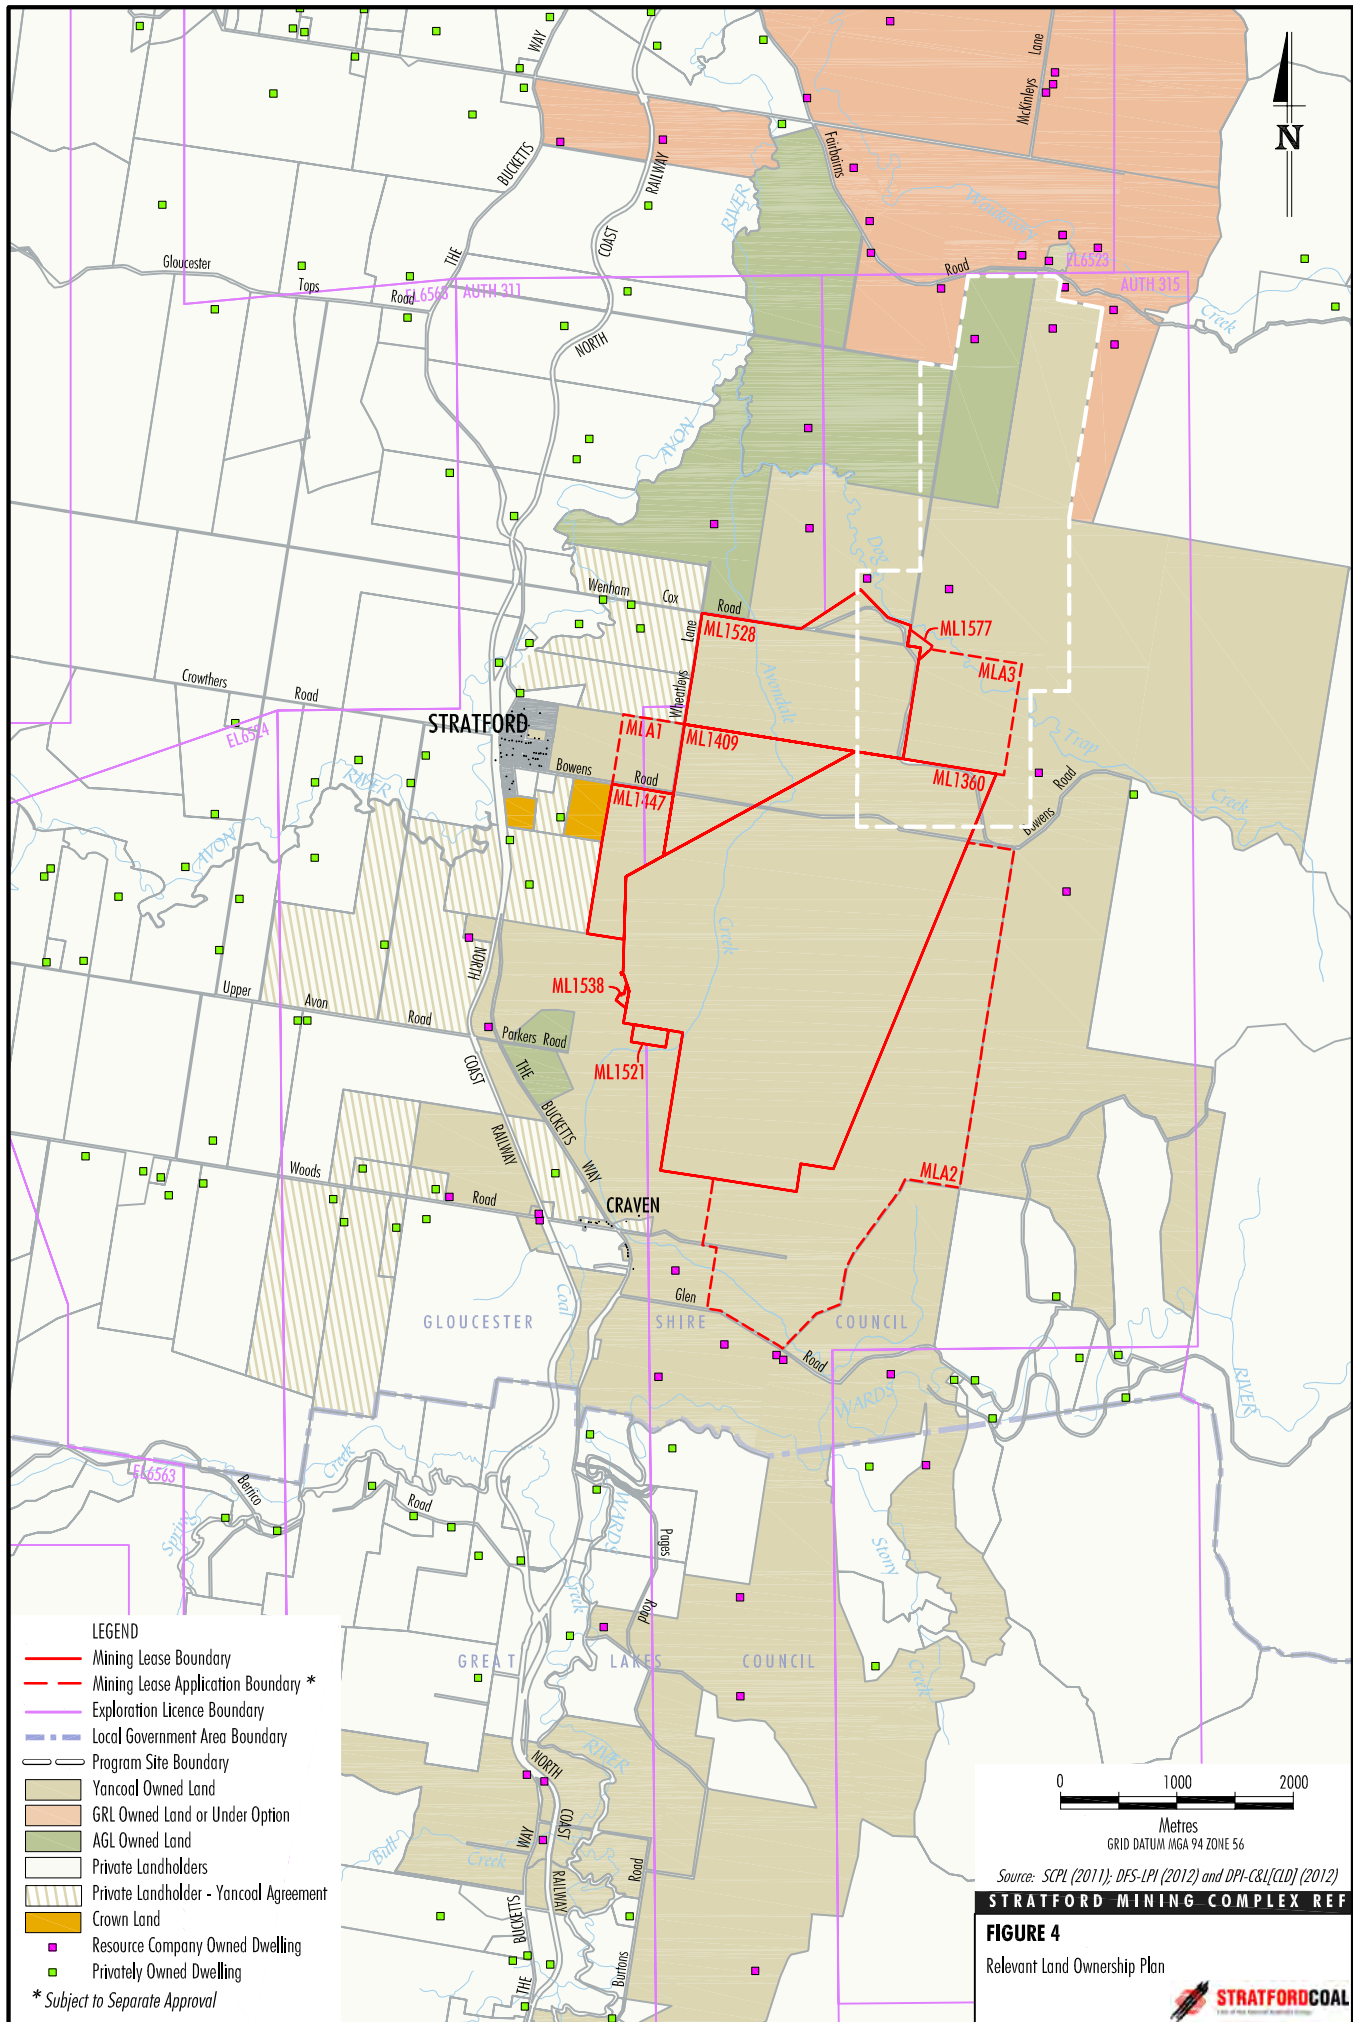 WAY
Lane
McKinleys
N
BUCKETTS
RAILWAY
Fairbairns
RIVER
Waukivory
THE
COAST
Gloucester
Tops
Road
Road
EL6523
EL6563
AUTH 311
AUTH 315
Creek
NORTH
AVON
Dog
Wenham
Cox
Road
Lane
ML1528
ML1577
MLA3
Wheatleys
Avondale
Crowthers
Road
STRATFORD
MLA1
ML1409
EL6524
Trap
Bowens
Road
ML1360
Road
Creek
RIVER
ML1447
Bowens
AVON
Creek
NORTH
ML1538
Upper
Avon
Road
Parkers Road
COAST
THE
ML1521
BUCKETTS
RAILWAY
WAY
MLA2
Woods
Road
CRAVEN
Coal
Glen
GLOUCESTER
SHIRE
COUNCIL
Road
WARDS
RIVER
EL6563
Berrico
Creek
Road
Spring
WARDS
Pages
Stony
Creek
Road
GREAT
LAKES
COUNCIL
Creek
RIVER
NORTH
COAST
WAY
Bull
Creek
RAILWAY
Road
BUCKETTS
THE
Burtons
LEGEND
Mining Lease Boundary
Mining Lease Application Boundary *
Exploration Licence Boundary
Local Government Area Boundary
Program Site Boundary
Yancoal Owned Land
GRL Owned Land or Under Option
AGL Owned Land
Private Landholders
Private Landholder - Yancoal Agreement
Crown Land
Resource Company Owned Dwelling
Privately Owned Dwelling
* Subject to Separate Approval
0 1000 2000
Metres
GRID DATUM MGA 94 ZONE 56
Source: SCPL (2011); DFS-LPI (2012) and DPI-C&L[CLD] (2012)
STRATFORD MINING COMPLEX REF
FIGURE 4
Relevant Land Ownership Plan
STRATFORDCOAL